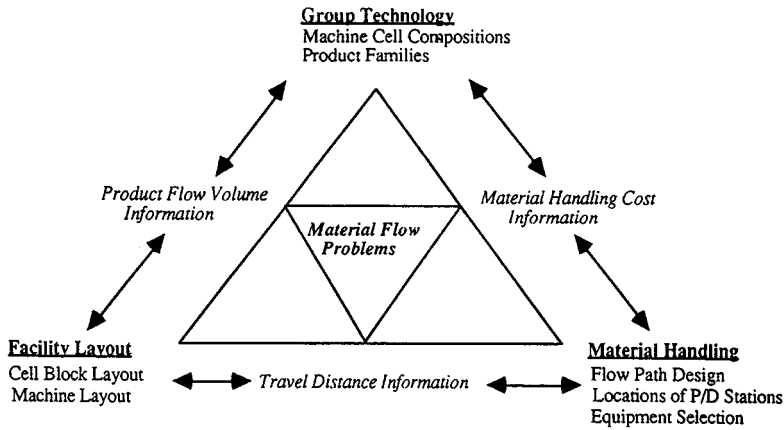 Group Technology
Machine Cell Compositions
Product Families
Product Flow Volume
Information
Material Handling Cost
Information
Material Flow
Problems
Facility Layout
Cell Block Layout
Machine Layout
Travel Distance Information
Material Handling
Flow Path Design
Locations of P/D Stations
Equipment Selection